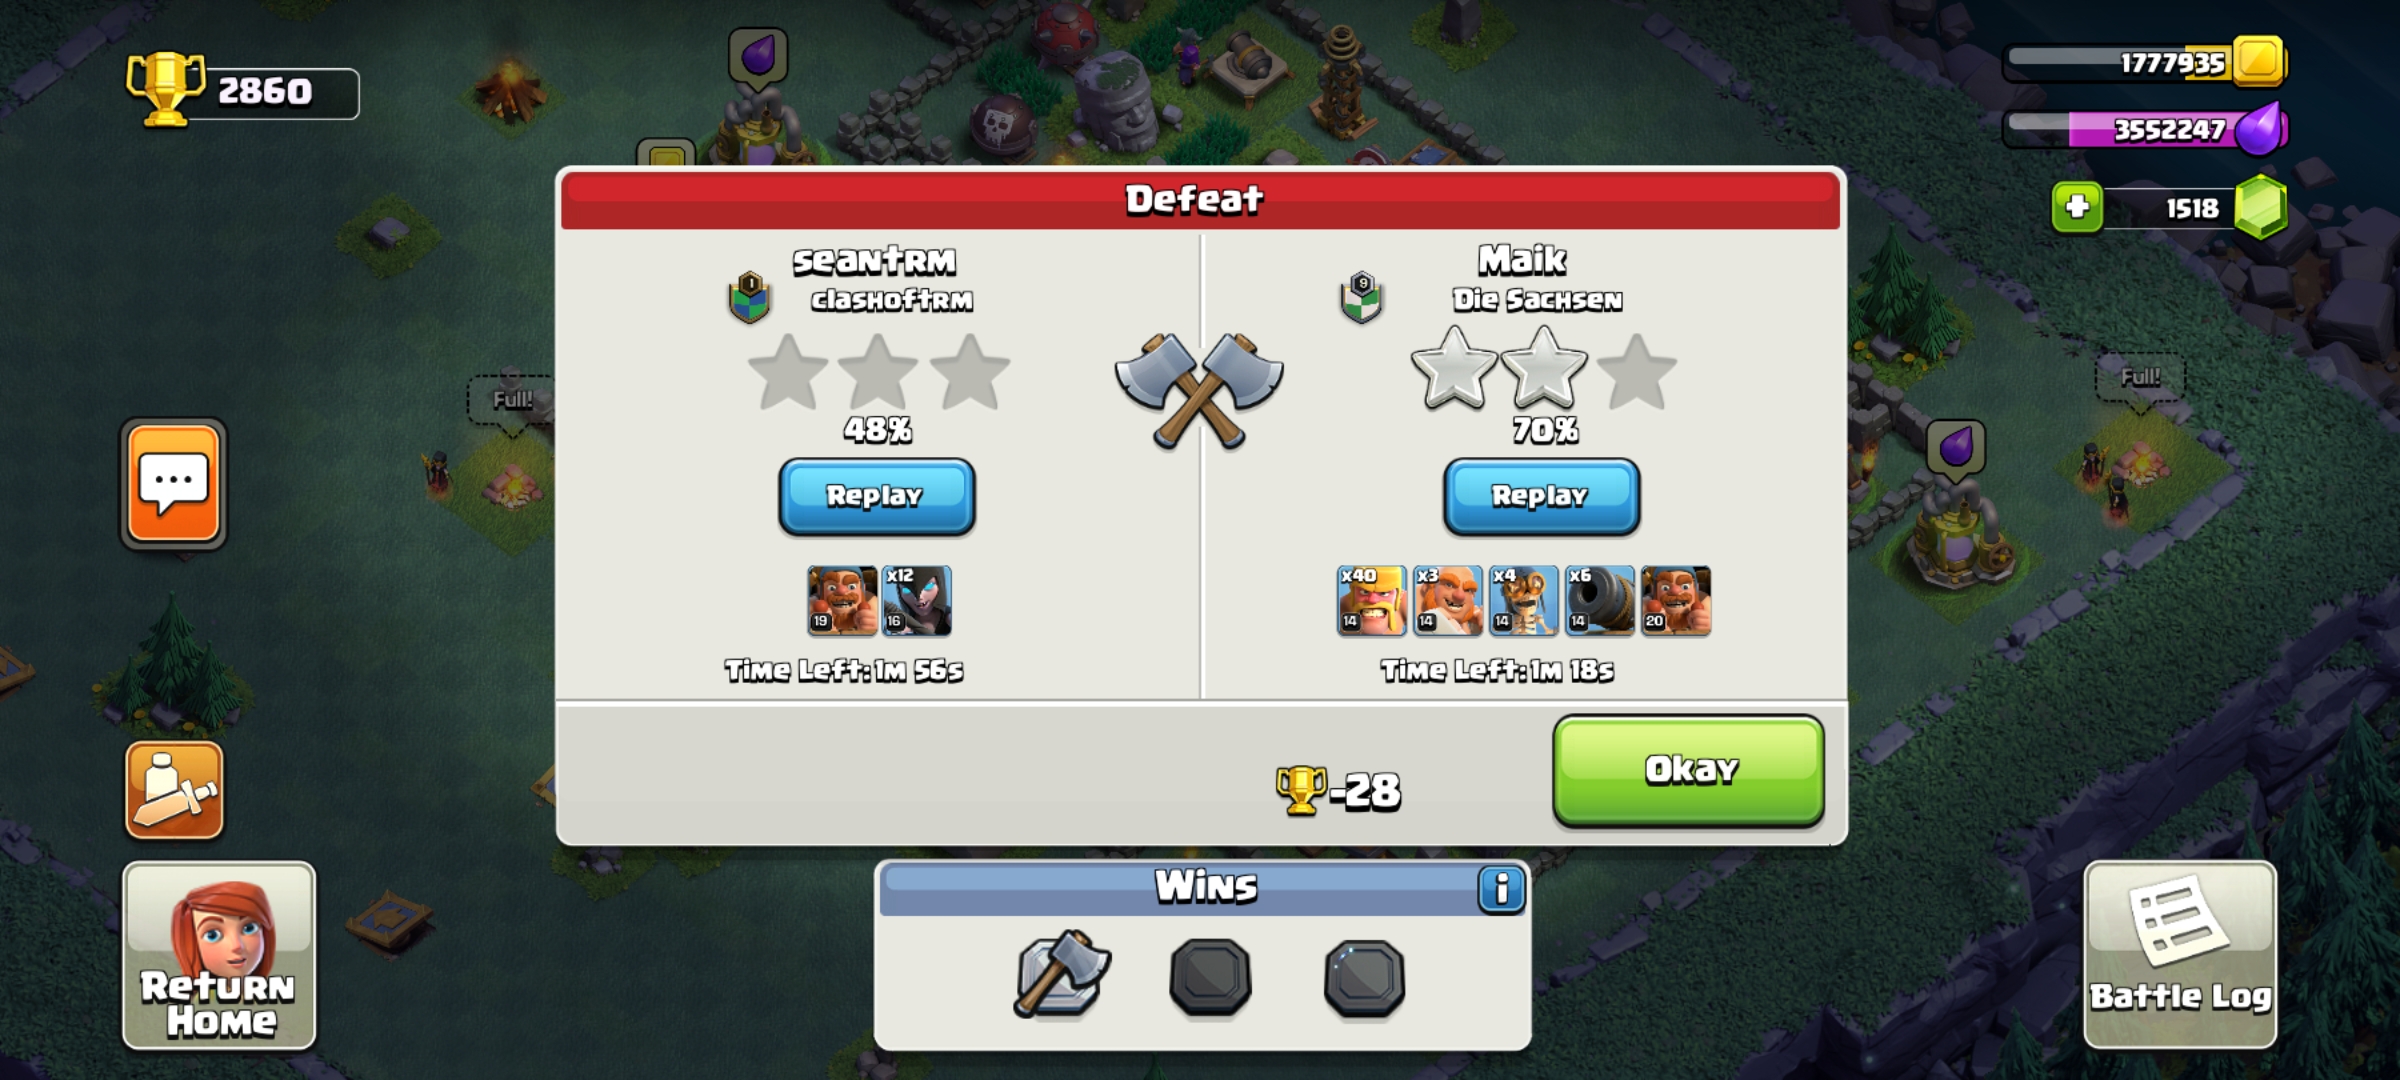 2860
1777935
3552247
1518
Defeat
seantrm
clashoftrm
1
48%
Replay
19
x12
16
Time Left: 1m 56s
Maik
Die Sachsen
9
70%
Replay
x40
14
x3
14
x4
14
x6
14
20
Time Left: 1m 18s
Full!
Full!
-28
Okay
Wins
i
Return
Home
Battle Log